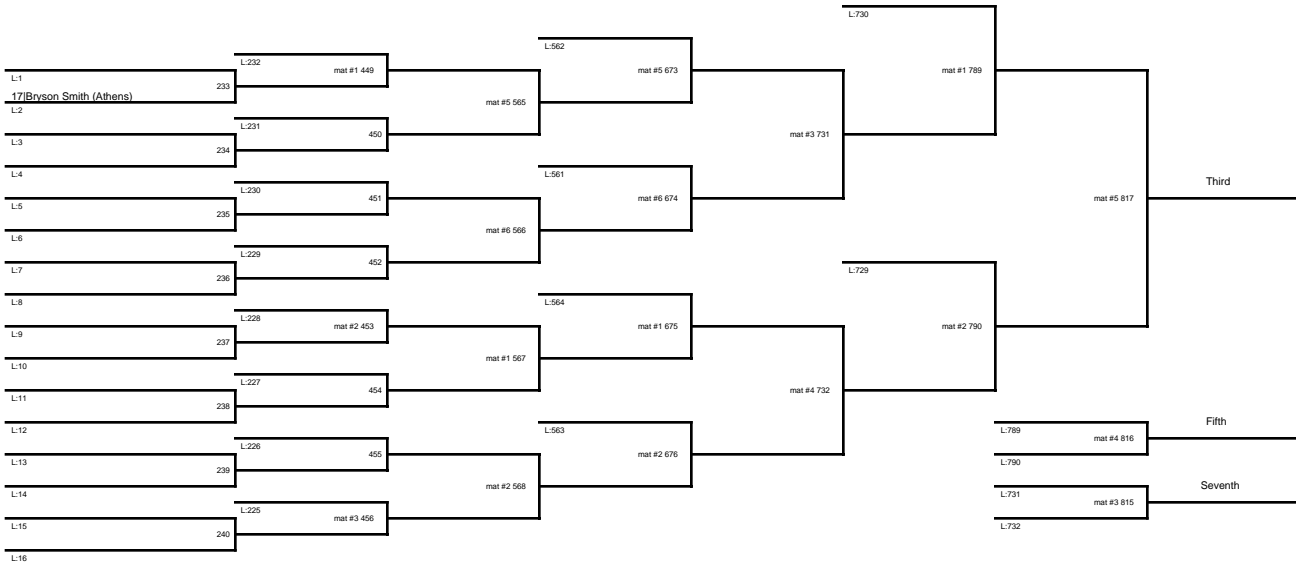 L:730
L:562
L:232
mat #1 449
mat #5 673
mat #1 789
L:1
233
17|Bryson Smith (Athens)
mat #5 565
L:2
L:231
450
mat #3 731
L:3
234
L:4
L:561
L:230
451
mat #6 674
mat #5 817
Third
L:5
235
L:6
mat #6 566
L:229
452
L:729
L:7
236
L:8
L:564
L:228
mat #2 453
mat #1 675
mat #2 790
L:9
237
L:10
mat #1 567
L:227
454
mat #4 732
L:11
238
L:12
L:563
L:789
Fifth
L:226
455
mat #2 676
mat #4 816
L:13
239
L:790
L:14
mat #2 568
L:731
Seventh
L:225
mat #3 456
mat #3 815
L:15
240
L:732
L:16